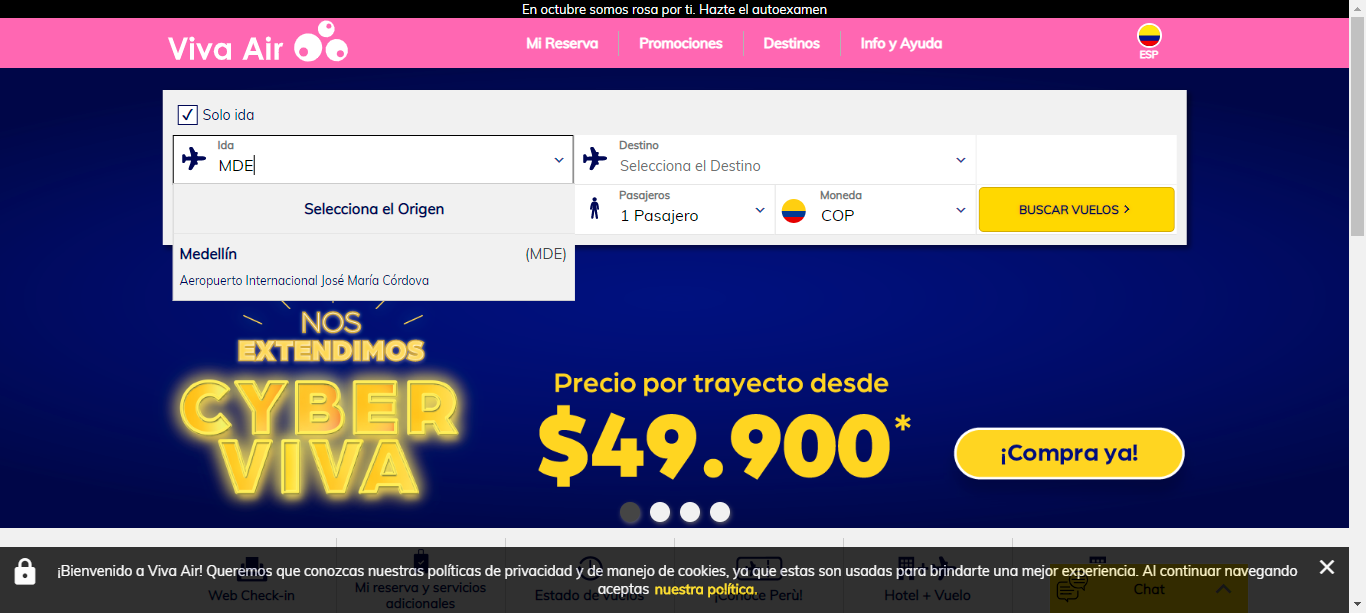 En octubre somos rosa por ti. Hazte el autoexamen
Viva Air
Mi Reserva
Promociones
Destinos
Info y Ayuda
ESP
Solo ida
Ida
MDE
Destino
Selecciona el Destino
Selecciona el Origen
Pasajeros
1 Pasajero
Moneda
COP
BUSCAR VUELOS
Medellín (MDE)
Aeropuerto Internacional José María Córdova
NOS
EXTENDIMOS
CYBER
VIVA
Precio por trayecto desde
$49.900*
¡Compra ya!
¡Bienvenido a Viva Air! Queremos que conozcas nuestras políticas de privacidad y de manejo de cookies, ya que estas son usadas para brindarte una mejor experiencia. Al continuar navegando
aceptas nuestra política.
Web Check-in
Mi reserva y servicios
adicionales
Estado de vuelos
¡Conoce Perù!
Hotel + Vuelo
Chat